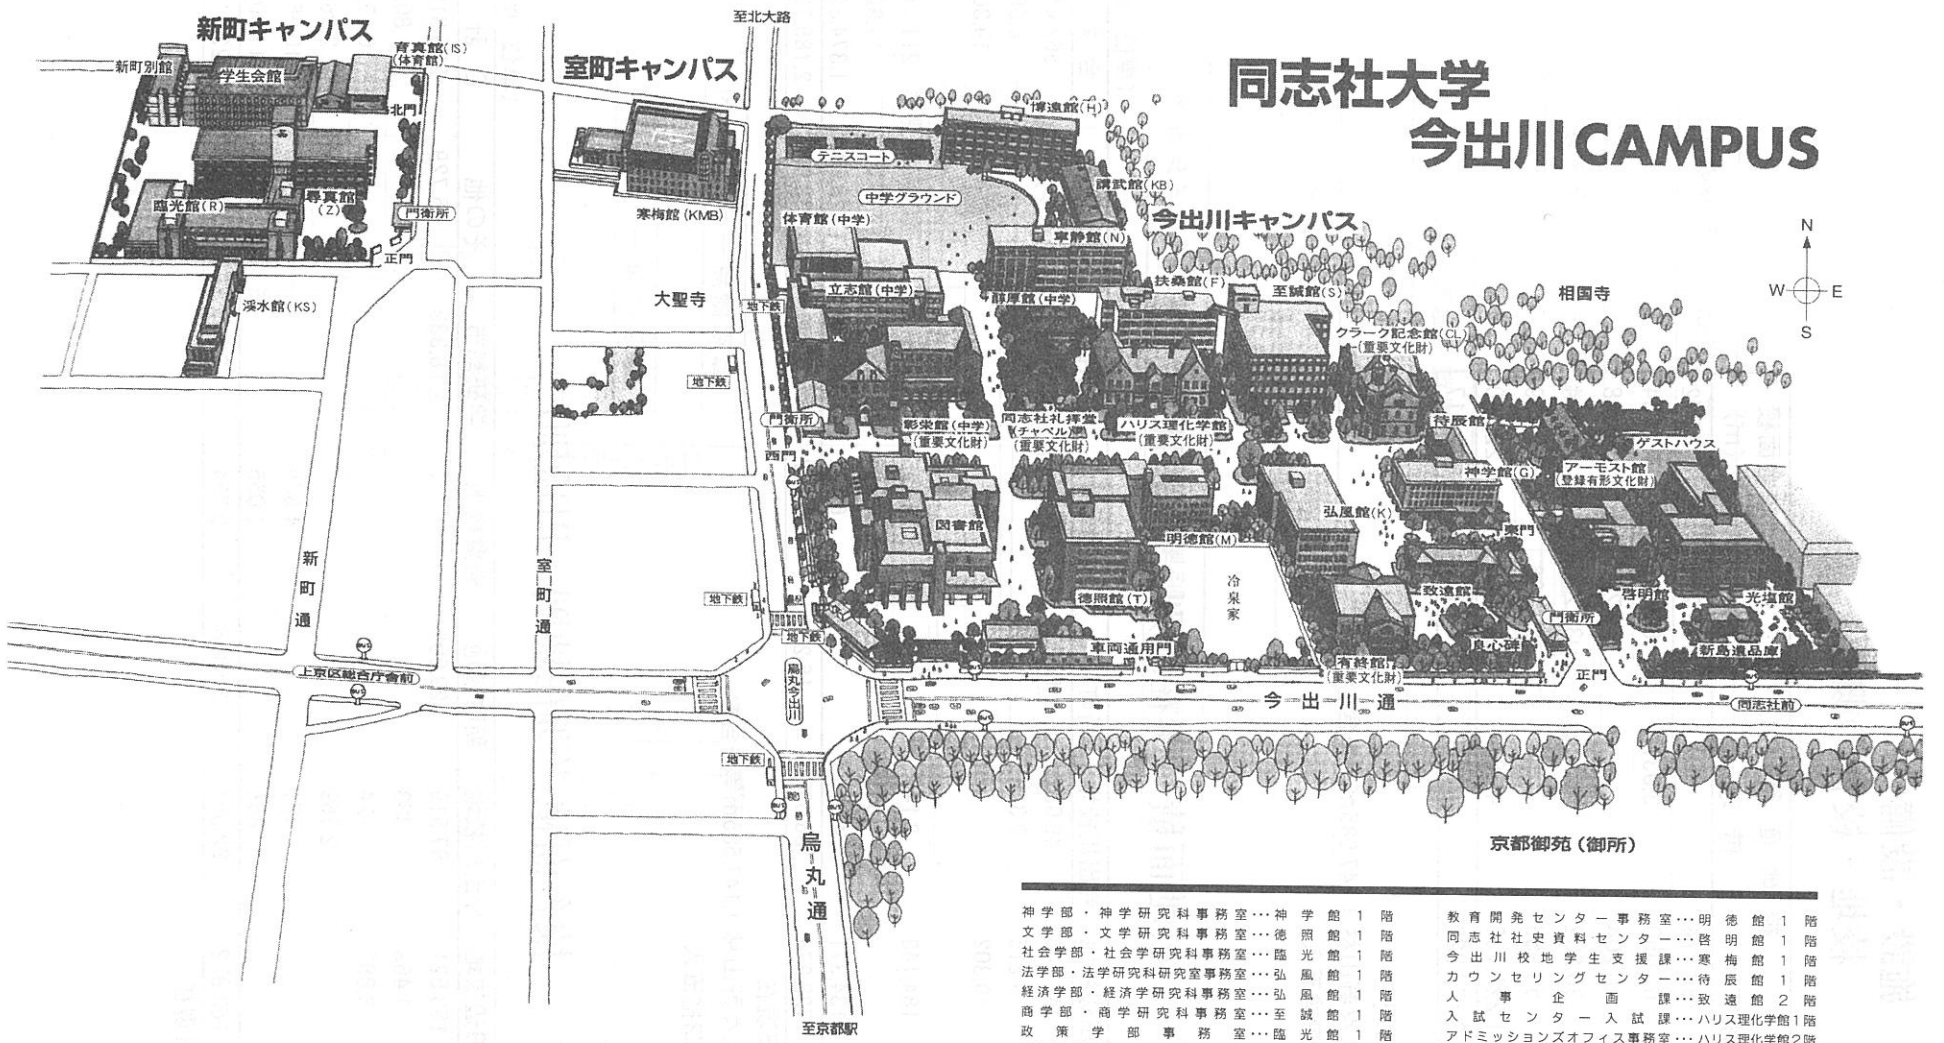 新町キャンパス
新町別館
学生会館
育真館(IS)
(体育館)
北門
臨光館(R)
尋真館
(Z)
門衛所
正門
渓水館(KS)
室町キャンパス
至北大路
寒梅館(KMB)
大聖寺
同志社大学
今出川CAMPUS
博遠館(H)
テニスコート
中学グラウンド
講武館(KB)
体育館(中学)
今出川キャンパス
寧静館(N)
立志館(中学)
地下鉄
醇厚館(中学)
扶桑館(F)
至誠館(S)
相国寺
N
W
E
S
クラーク記念館(CL)
(重要文化財)
地下鉄
門衛所
西門
彰栄館(中学)
(重要文化財)
同志社礼拝堂
(チャペル)
(重要文化財)
ハリス理化学館
(重要文化財)
待辰館
ゲストハウス
神学館(G)
アーモスト館
(登録有形文化財)
図書館
明徳館(M)
弘風館(K)
東門
冷泉家
徳照館(T)
致遠館
啓明館
光塩館
門衛所
新町通
室町通
地下鉄
地下鉄
車両通用門
有終館
(重要文化財)
良心碑
新島遺品庫
正門
上京区総合庁舎前
烏丸今出川
今出川通
同志社前
地下鉄
烏丸通
京都御苑(御所)
至京都駅
神学部・神学研究科事務室…神学館1階
文学部・文学研究科事務室…徳照館1階
社会学部・社会学研究科事務室…臨光館1階
法学部・法学研究科研究室事務室…弘風館1階
経済学部・経済学研究科事務室…弘風館1階
商学部・商学研究科事務室…至誠館1階
政策学部事務室…臨光館1階
教育開発センター事務室…明徳館1階
同志社社史資料センター…啓明館1階
今出川校地学生支援課…寒梅館1階
カウンセリングセンター…待辰館1階
人事企画課…致遠館2階
入試センター入試課…ハリス理化学館1階
アドミッションズオフィス事務室…ハリス理化学館2階